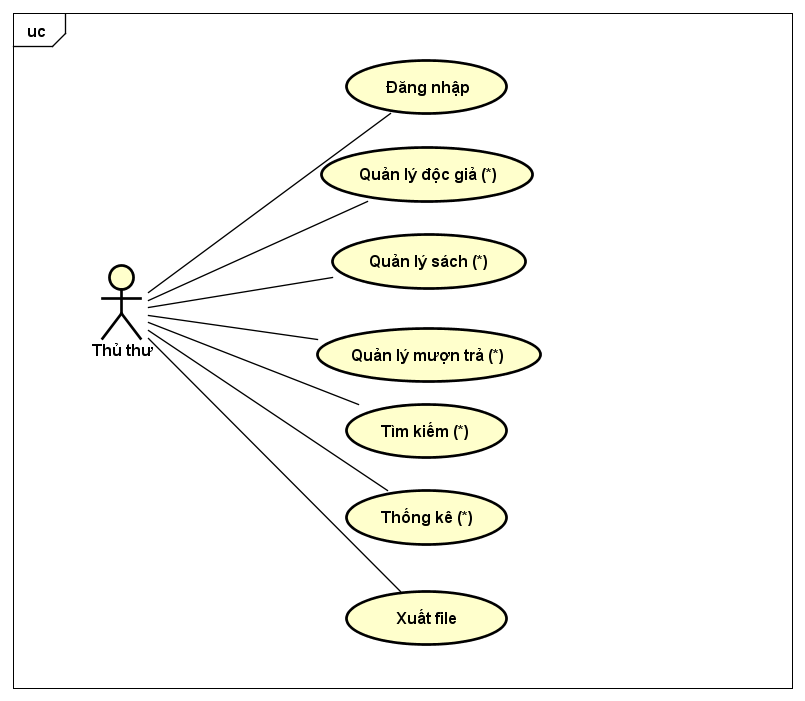 uc
Đăng nhập
Quản lý độc giả (*)
Quản lý sách (*)
Thủ thư
Quản lý mượn trả (*)
Tìm kiếm (*)
Thống kê (*)
Xuất file